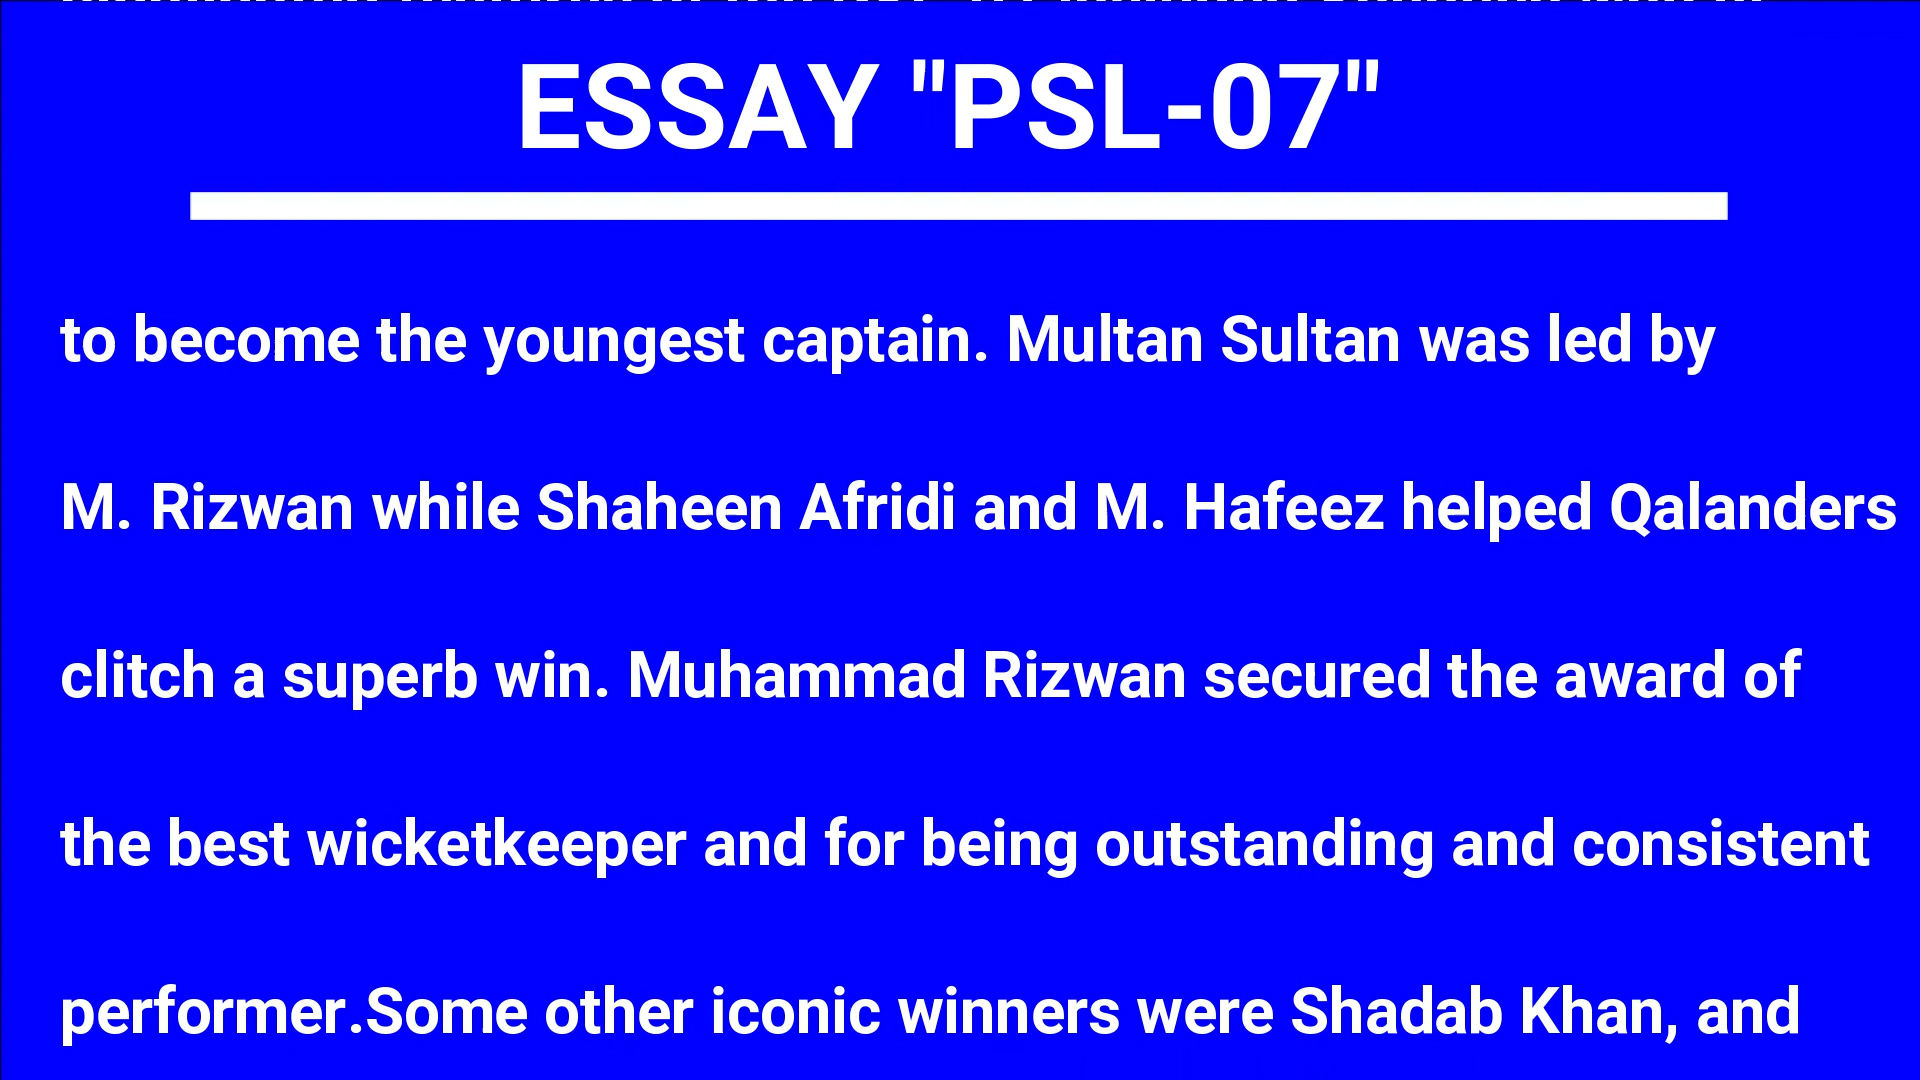 ESSAY "PSL-07"
to become the youngest captain. Multan Sultan was led by
M. Rizwan while Shaheen Afridi and M. Hafeez helped Qalanders
clitch a superb win. Muhammad Rizwan secured the award of
the best wicketkeeper and for being outstanding and consistent
performer.Some other iconic winners were Shadab Khan, and